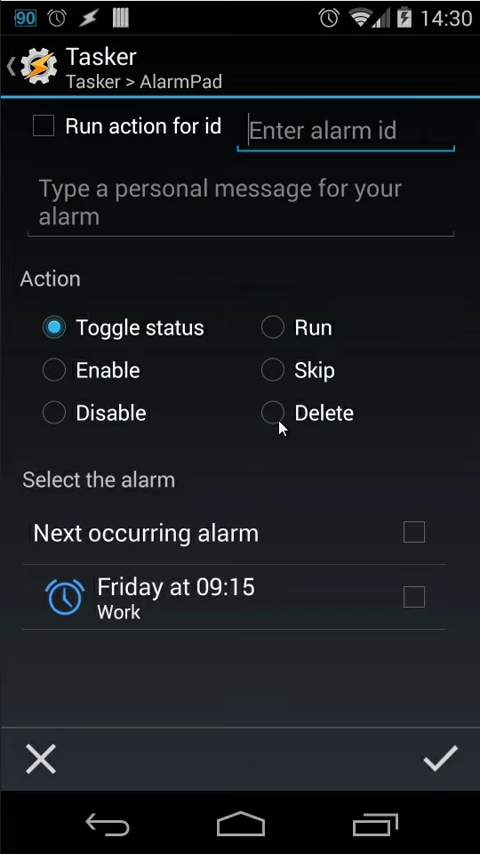 90
14:30
Tasker
Tasker > AlarmPad
Run action for id
Enter alarm id
Type a personal message for your
alarm
Action
Toggle status
Run
Enable
Skip
Disable
Delete
Select the alarm
Next occurring alarm
Friday at 09:15
Work